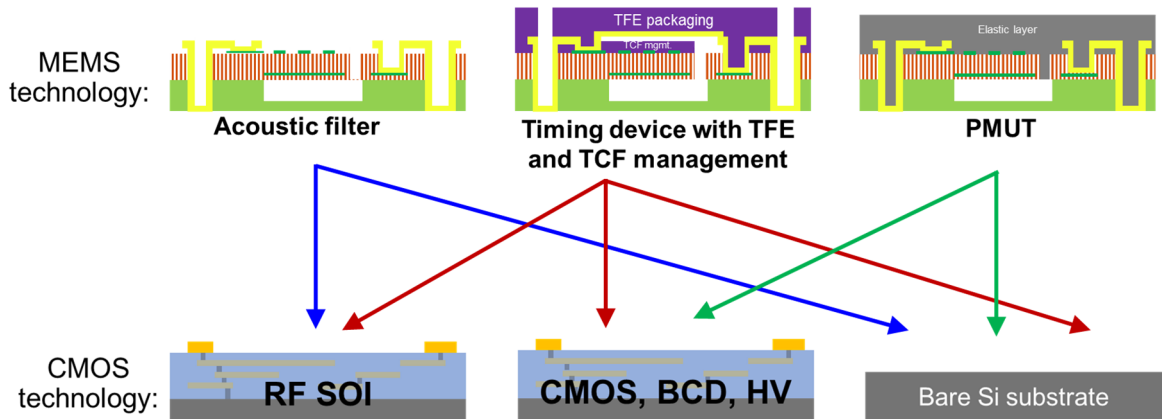 TFE packaging
TCF mgmt.
Elastic layer
MEMS
technology:
Acoustic filter
Timing device with TFE
and TCF management
PMUT
CMOS
technology:
RF SOI
CMOS, BCD, HV
Bare Si substrate